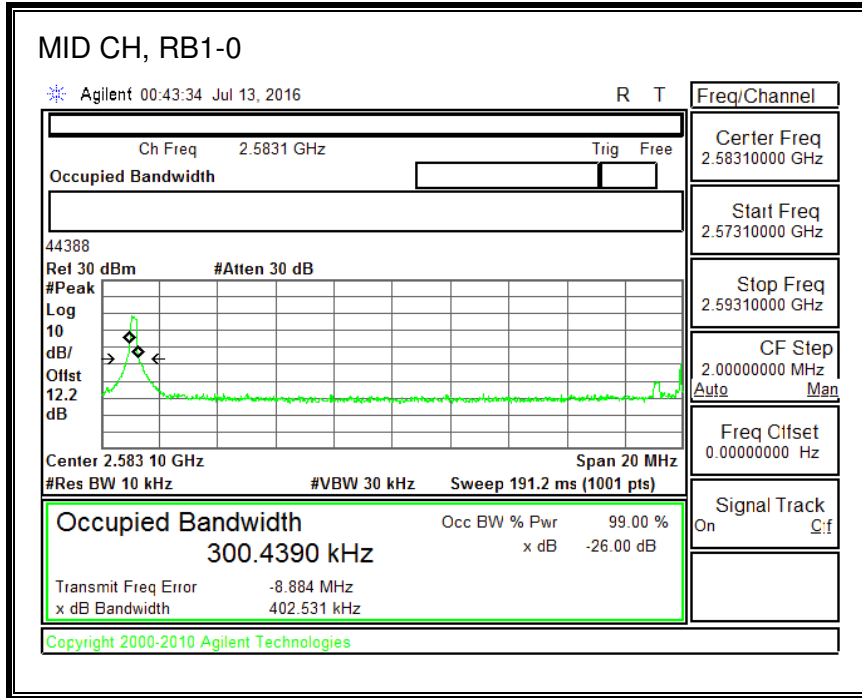 MID CH, RB1-0
Agilent 00:43:34 Jul 13, 2016 R T
Freq/Channel
Ch Freq 2.5831 GHz Trig Free
Occupied Bandwidth
Center Freq
2.58310000 GHz
Start Freq
2.57310000 GHz
Stop Freq
2.59310000 GHz
CF Step
2.00000000 MHz
Auto Man
Freq Offset
0.00000000 Hz
Signal Track
On Off
44388
Ref 30 dBm #Atten 30 dB
#Peak
Log
10
dB/
Offst
12.2
dB
Center 2.583 10 GHz Span 20 MHz
#Res BW 10 kHz #VBW 30 kHz Sweep 191.2 ms (1001 pts)
Occupied Bandwidth Occ BW % Pwr 99.00 %
300.4390 kHz x dB -26.00 dB
Transmit Freq Error -8.884 MHz
x dB Bandwidth 402.531 kHz
Copyright 2000-2010 Agilent Technologies